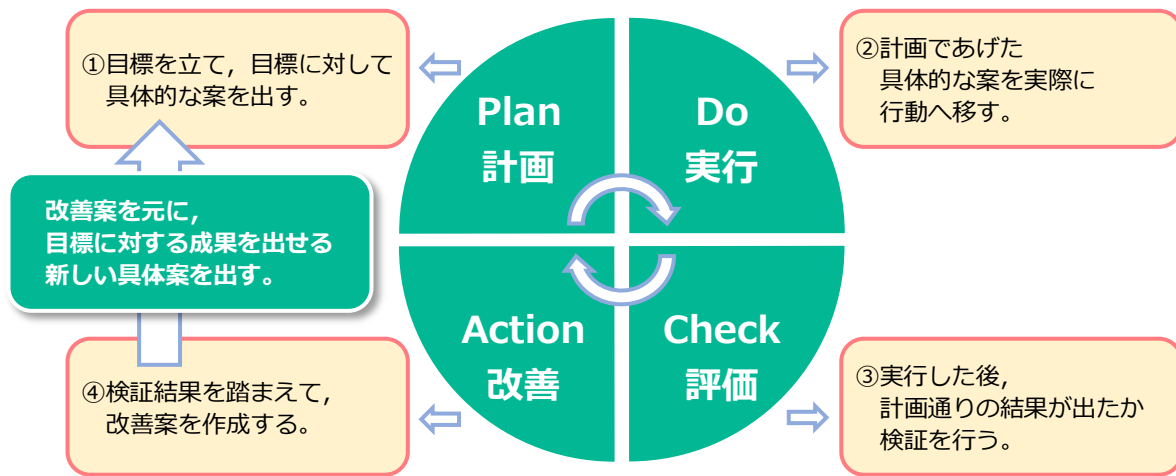 ①目標を立て，目標に対して
具体的な案を出す。
Plan
計画
Do
実行
②計画であげた
具体的な案を実際に
行動へ移す。
改善案を元に，
目標に対する成果を出せる
新しい具体案を出す。
④検証結果を踏まえて，
改善案を作成する。
Action
改善
Check
評価
③実行した後，
計画通りの結果が出たか
検証を行う。